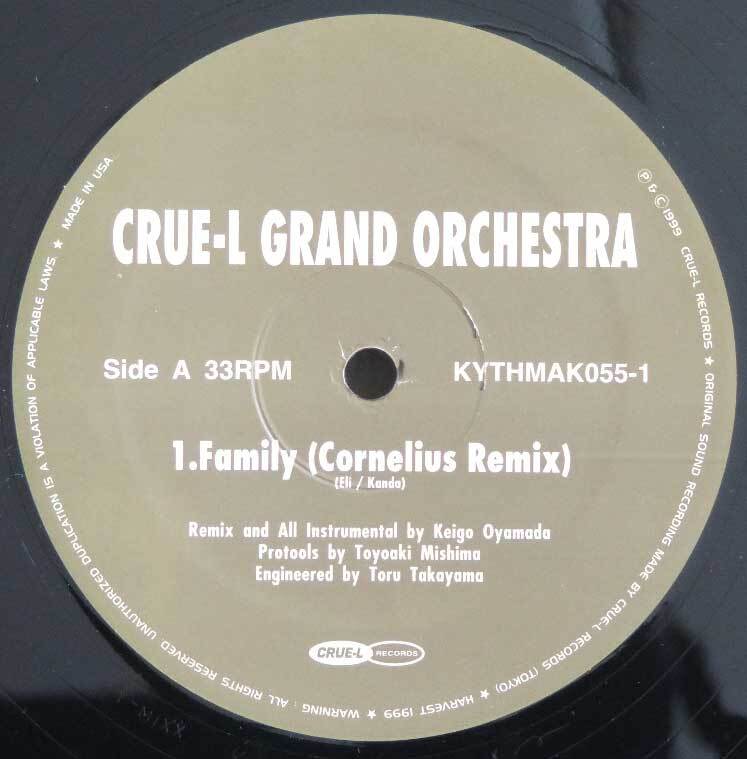 CRUE-L GRAND ORCHESTRA
Side A 33RPM
KYTHMAK055-1
1.Family (Cornelius Remix)
(Eli / Kanda)
Remix and All Instrumental by Keigo Oyamada
Protools by Toyoaki Mishima
Engineered by Toru Takayama
CRUE-L RECORDS
℗ & © 1999 CRUE-L RECORDS ★ ORIGINAL SOUND RECORDING MADE BY CRUE-L RECORDS (TOKYO) ★ HARVEST 1999 ★ WARNING : ALL RIGHTS RESERVED UNAUTHORIZED DUPLICATION IS A VIOLATION OF APPLICABLE LAWS. ★ MADE IN USA